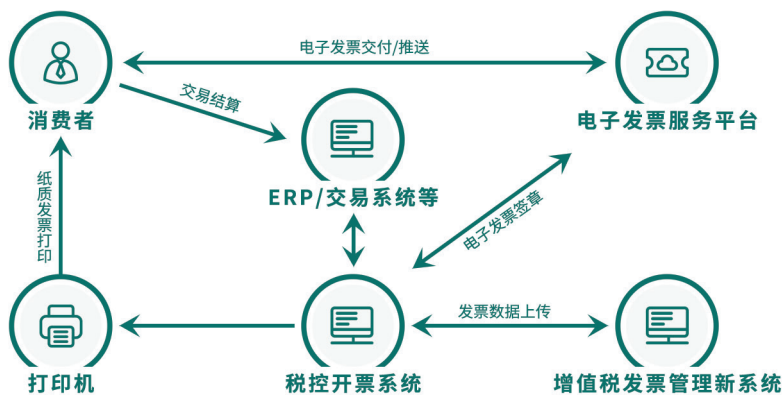 电子发票交付/推送
消费者
交易结算
电子发票服务平台
ERP/交易系统等
纸质发票打印
电子发票签章
发票数据上传
打印机
税控开票系统
增值税发票管理新系统